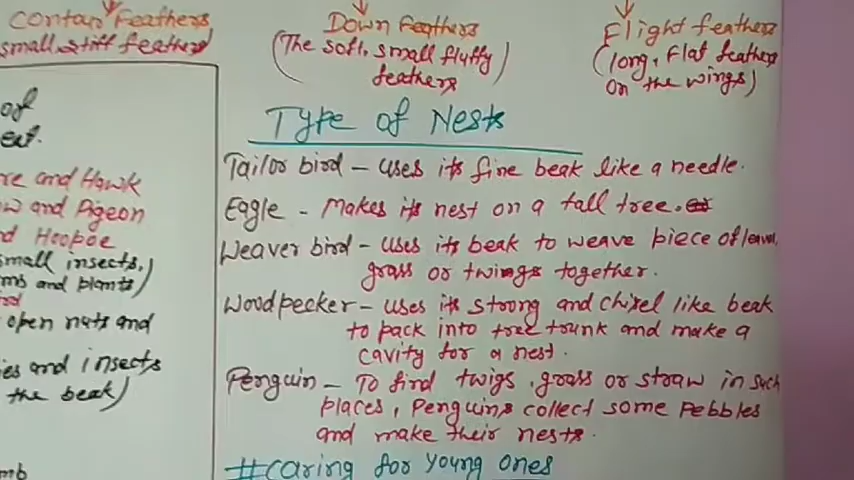 Contour Feathers
small, stiff feathers)
Down Feathers
(The soft, small fluffy
feathers)
Flight feathers
(long, flat feathers
on the wings)
of
eat.
re and Hawk
w and Pigeon
d Hoopoe
small insects,
ms and plants)
open nuts and
ies and insects
the beak)
mb
Type of Nests
Tailor bird - uses its fine beak like a needle.
Eagle - Makes its nest on a tall tree.
Weaver bird - uses its beak to weave piece of leaves,
grass or twings together.
Woodpecker - uses its strong and chisel like beak
to pack into tree trunk and make a
cavity for a nest.
Penguin - To find twigs, grass or straw in such
places, Penguins collect some Pebbles
and make their nests.
#caring for young ones